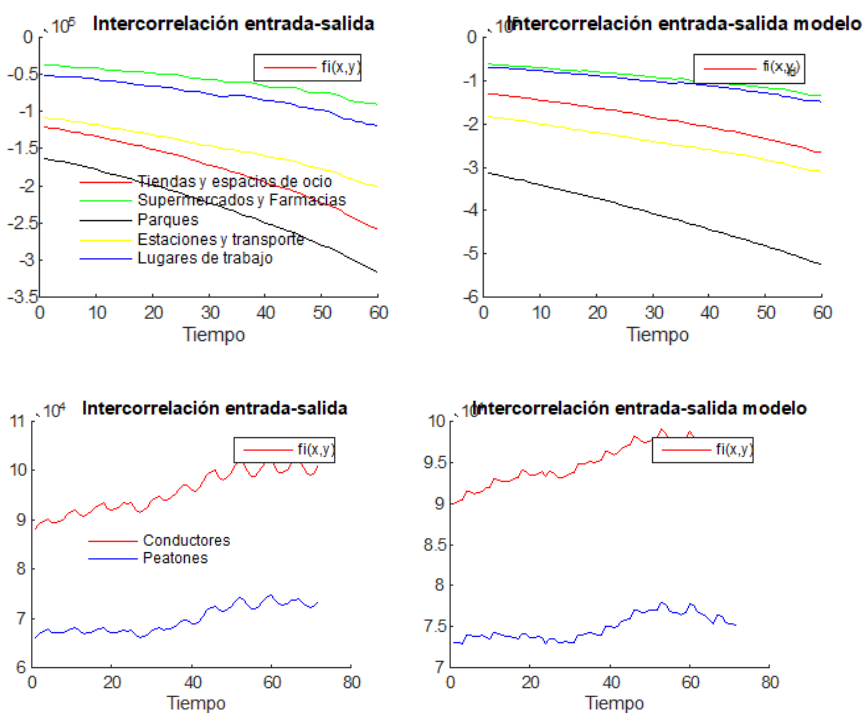 Intercorrelación entrada-salida
10^5
0
-0.5
-1
-1.5
-2
-2.5
-3
-3.5
fi(x,y)
Tiendas y espacios de ocio
Supermercados y Farmacias
Parques
Estaciones y transporte
Lugares de trabajo
0 10 20 30 40 50 60
Tiempo
Intercorrelación entrada-salida modelo
0
-1
-2
-3
-4
-5
-6
0 10 20 30 40 50 60
Tiempo
Intercorrelación entrada-salida
10^4
11
10
9
8
7
6
fi(x,y)
Conductores
Peatones
0 20 40 60 80
Tiempo
Intercorrelación entrada-salida modelo
10
9.5
9
8.5
8
7.5
7
fi(x,y)
0 20 40 60 80
Tiempo